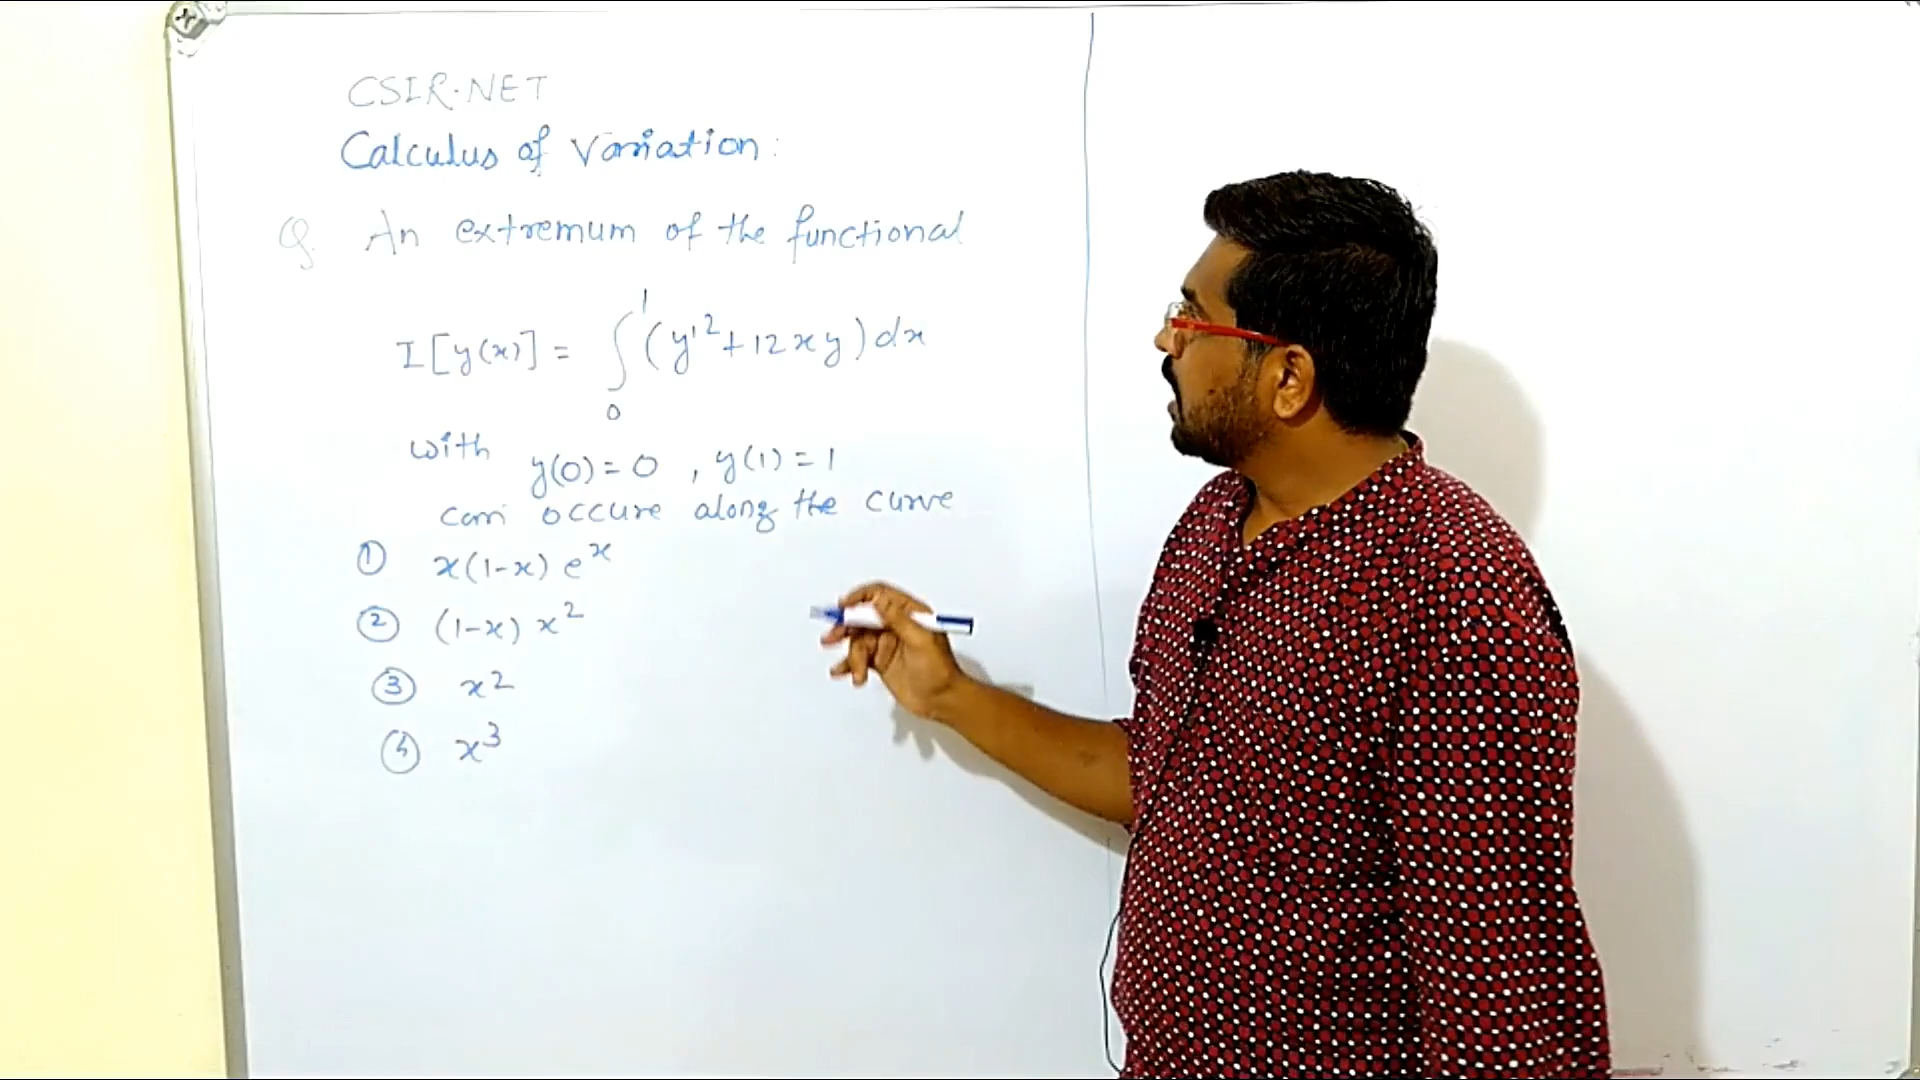 CSIR-NET
Calculus of Variation:
Q. An extremum of the functional
I[y(x)] = ∫₀¹ (y'² + 12xy) dx
with y(0) = 0 , y(1) = 1
can occure along the curve
① x(1-x) eˣ
② (1-x) x²
③ x²
④ x³